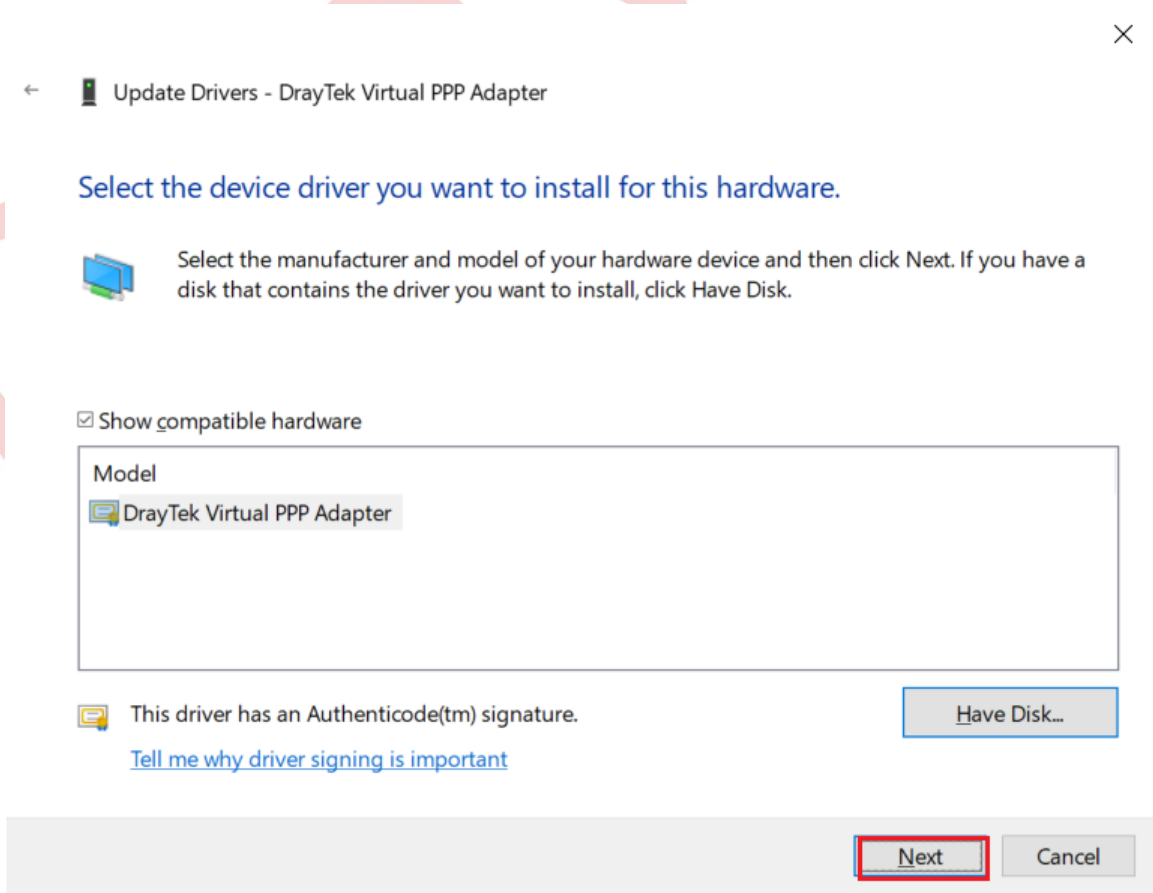 Update Drivers - DrayTek Virtual PPP Adapter
Select the device driver you want to install for this hardware.
Select the manufacturer and model of your hardware device and then click Next. If you have a
disk that contains the driver you want to install, click Have Disk.
Show compatible hardware
Model
DrayTek Virtual PPP Adapter
This driver has an Authenticode(tm) signature.
Have Disk...
Tell me why driver signing is important
Next
Cancel